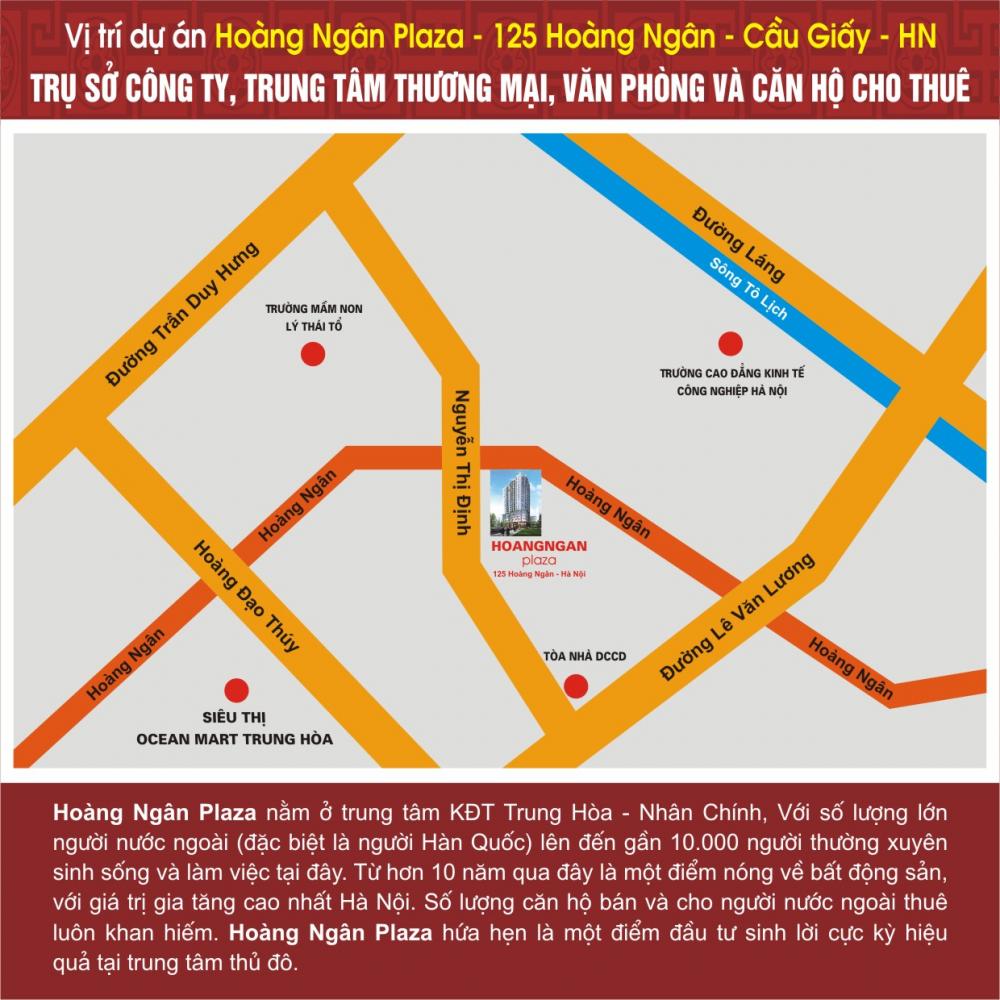 Vị trí dự án Hoàng Ngân Plaza - 125 Hoàng Ngân - Cầu Giấy - HN
TRỤ SỞ CÔNG TY, TRUNG TÂM THƯƠNG MẠI, VĂN PHÒNG VÀ CĂN HỘ CHO THUÊ
Đường Láng
Sông Tô Lịch
Đường Trần Duy Hưng
TRƯỜNG MẦM NON
LÝ THÁI TỔ
TRƯỜNG CAO ĐẲNG KINH TẾ
CÔNG NGHIỆP HÀ NỘI
Nguyễn Thị Định
Hoàng Ngân
Hoàng Ngân
HOANGNGAN
plaza
125 Hoàng Ngân - Hà Nội
Hoàng Đạo Thúy
Đường Lê Văn Lương
Hoàng Ngân
Hoàng Ngân
TÒA NHÀ DCCD
SIÊU THỊ
OCEAN MART TRUNG HÒA
Hoàng Ngân Plaza nằm ở trung tâm KĐT Trung Hòa - Nhân Chính, Với số lượng lớn
người nước ngoài (đặc biệt là người Hàn Quốc) lên đến gần 10.000 người thường xuyên
sinh sống và làm việc tại đây. Từ hơn 10 năm qua đây là một điểm nóng về bất động sản,
với giá trị gia tăng cao nhất Hà Nội. Số lượng căn hộ bán và cho người nước ngoài thuê
luôn khan hiếm. Hoàng Ngân Plaza hứa hẹn là một điểm đầu tư sinh lời cực kỳ hiệu
quả tại trung tâm thủ đô.